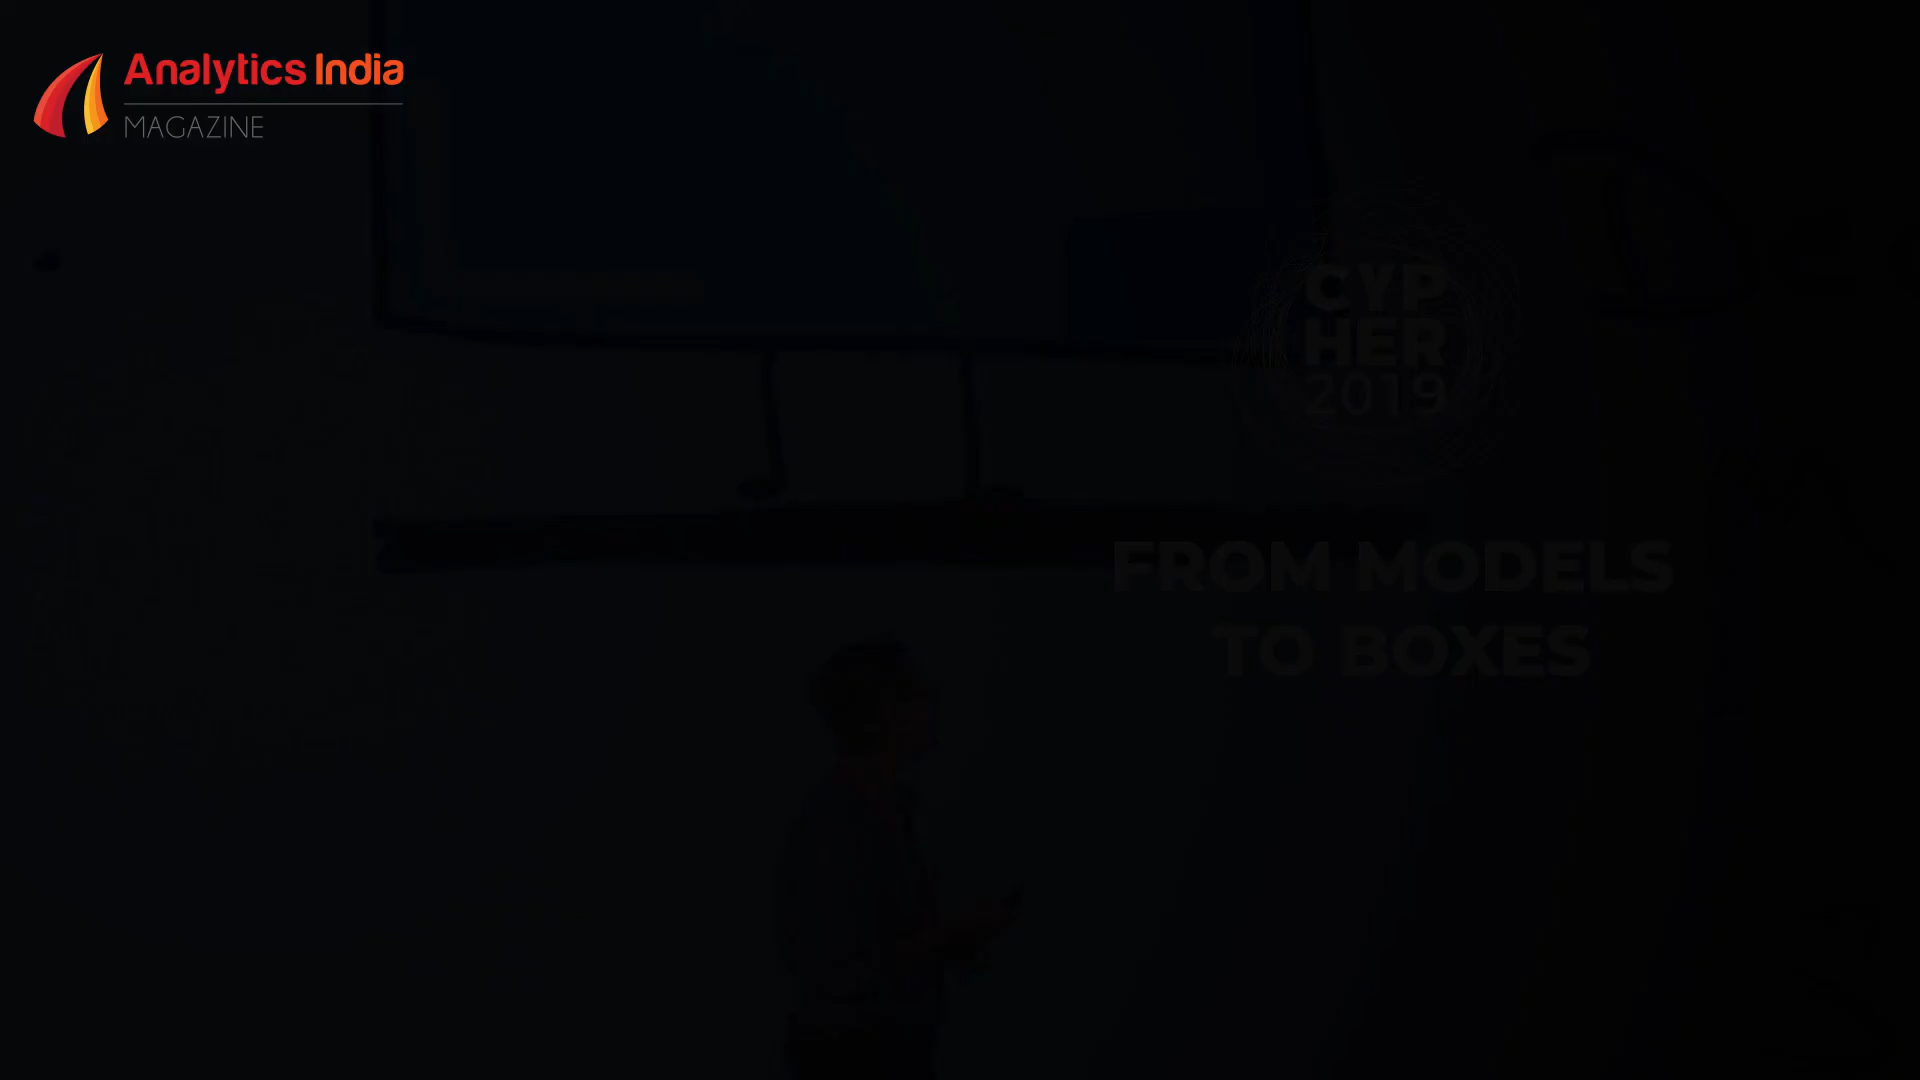 Analytics India
MAGAZINE
CYP
HER
2019
FROM MODELS
TO BOXES